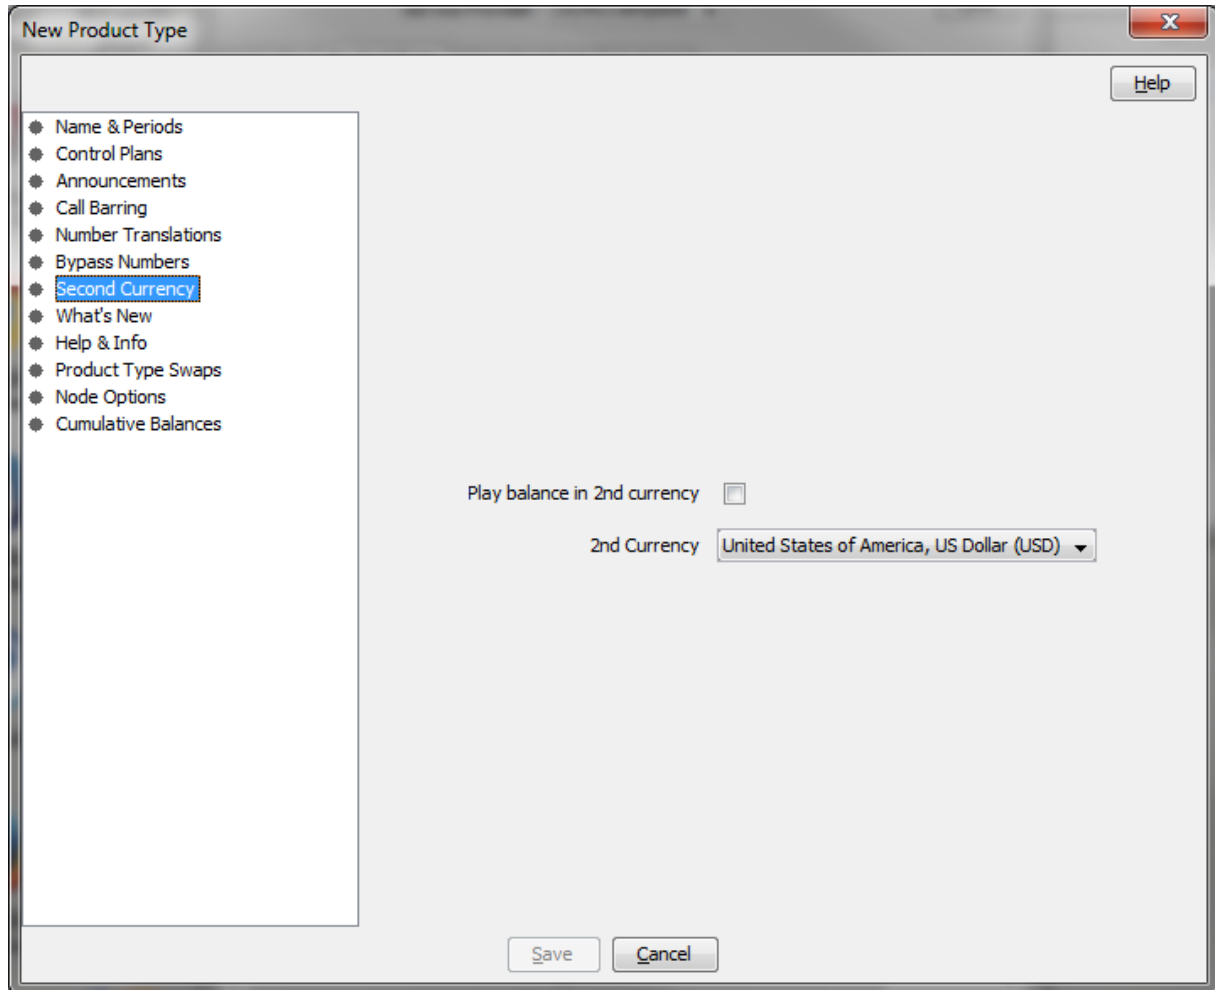 New Product Type
Help
Name & Periods
Control Plans
Announcements
Call Barring
Number Translations
Bypass Numbers
Second Currency
What's New
Help & Info
Product Type Swaps
Node Options
Cumulative Balances
Play balance in 2nd currency
2nd Currency United States of America, US Dollar (USD)
Save Cancel